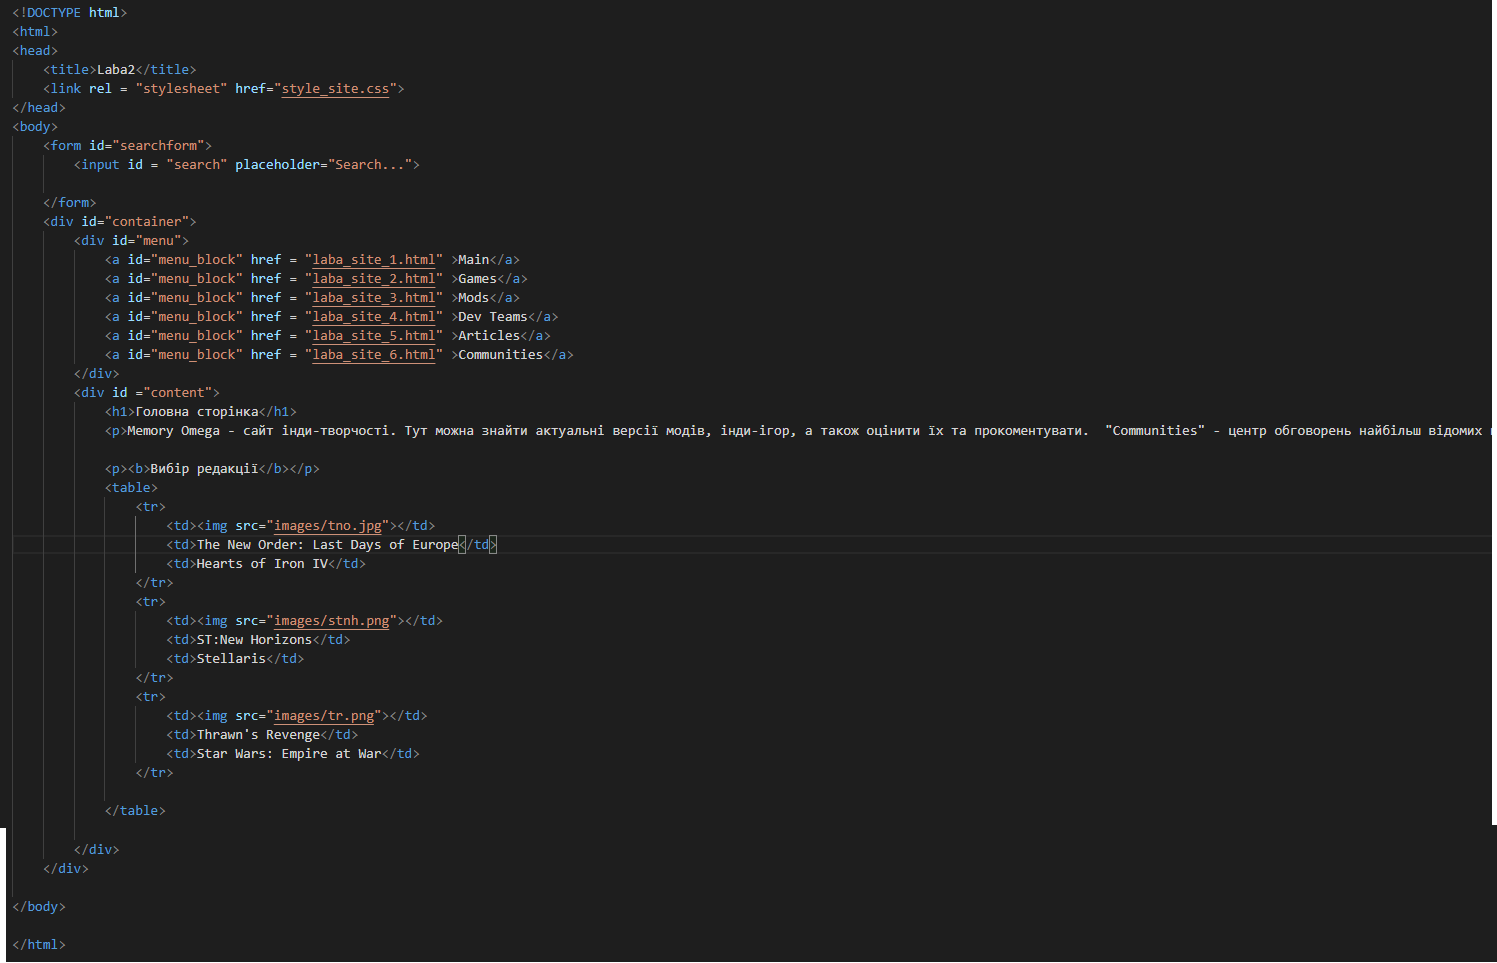 <!DOCTYPE html>
<html>
<head>
    <title>Laba2</title>
    <link rel = "stylesheet" href="style_site.css">
</head>
<body>
    <form id="searchform">
        <input id = "search" placeholder="Search...">
    </form>
    <div id="container">
        <div id="menu">
            <a id="menu_block" href = "laba_site_1.html" >Main</a>
            <a id="menu_block" href = "laba_site_2.html" >Games</a>
            <a id="menu_block" href = "laba_site_3.html" >Mods</a>
            <a id="menu_block" href = "laba_site_4.html" >Dev Teams</a>
            <a id="menu_block" href = "laba_site_5.html" >Articles</a>
            <a id="menu_block" href = "laba_site_6.html" >Communities</a>
        </div>
        <div id ="content">
            <h1>Головна сторінка</h1>
            <p>Memory Omega - сайт інди-творчості. Тут можна знайти актуальні версії модів, інди-ігор, а також оцінити їх та прокоментувати.  "Communities" - центр обговорень найбільш відомих
            <p><b>Вибір редакції</b></p>
            <table>
                <tr>
                    <td><img src="images/tno.jpg"></td>
                    <td>The New Order: Last Days of Europe</td>
                    <td>Hearts of Iron IV</td>
                </tr>
                <tr>
                    <td><img src="images/stnh.png"></td>
                    <td>ST:New Horizons</td>
                    <td>Stellaris</td>
                </tr>
                <tr>
                    <td><img src="images/tr.png"></td>
                    <td>Thrawn's Revenge</td>
                    <td>Star Wars: Empire at War</td>
                </tr>
            </table>
        </div>
    </div>
</body>
</html>